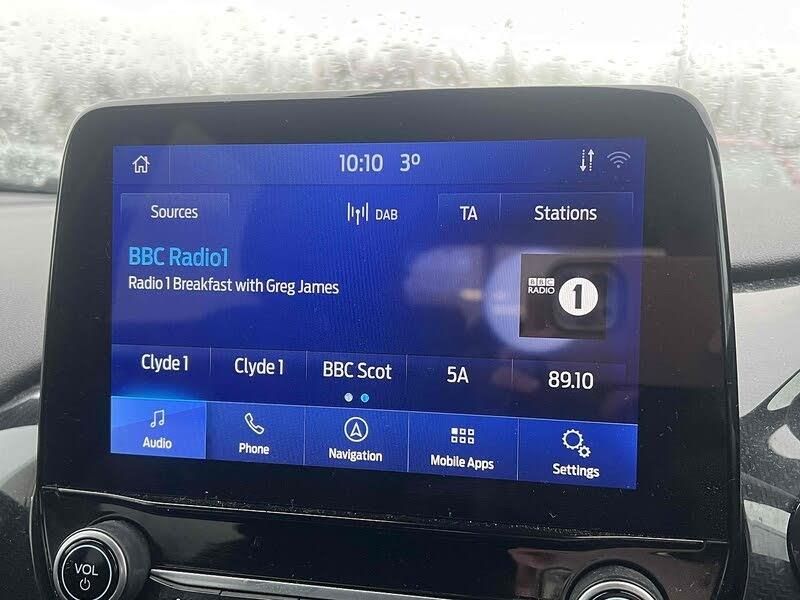 10:10 3º
Sources DAB TA Stations
BBC Radio1
Radio 1 Breakfast with Greg James
BBC
RADIO 1
Clyde 1 Clyde 1 BBC Scot 5A 89.10
Audio Phone Navigation Mobile Apps Settings
VOL